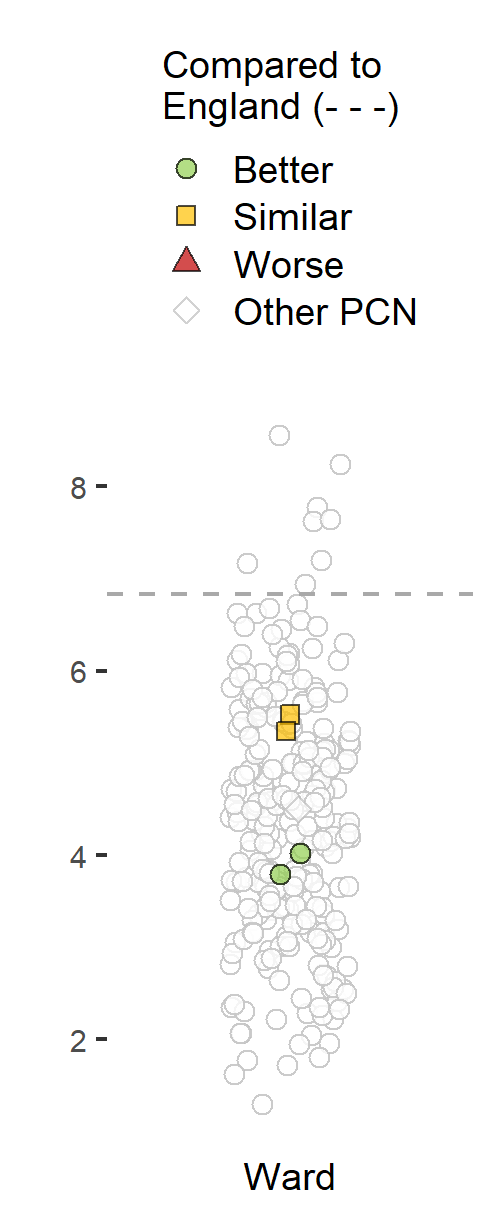 Compared to
England (- - -)
Better
Similar
Worse
Other PCN
8
6
4
2
Ward